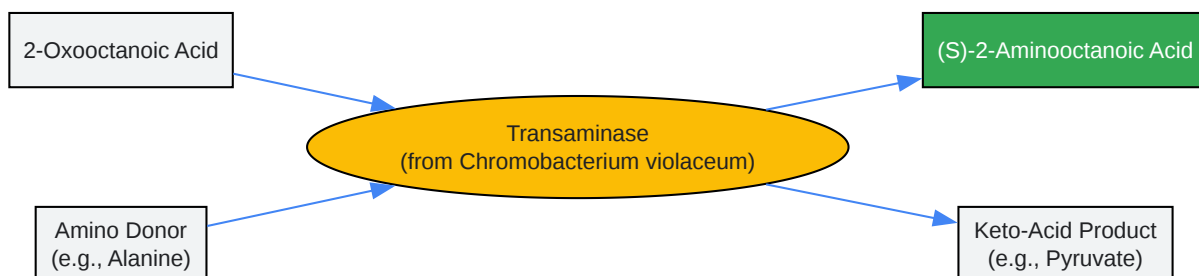 2-Oxooctanoic Acid
(S)-2-Aminooctanoic Acid
Transaminase
(from Chromobacterium violaceum)
Amino Donor
(e.g., Alanine)
Keto-Acid Product
(e.g., Pyruvate)